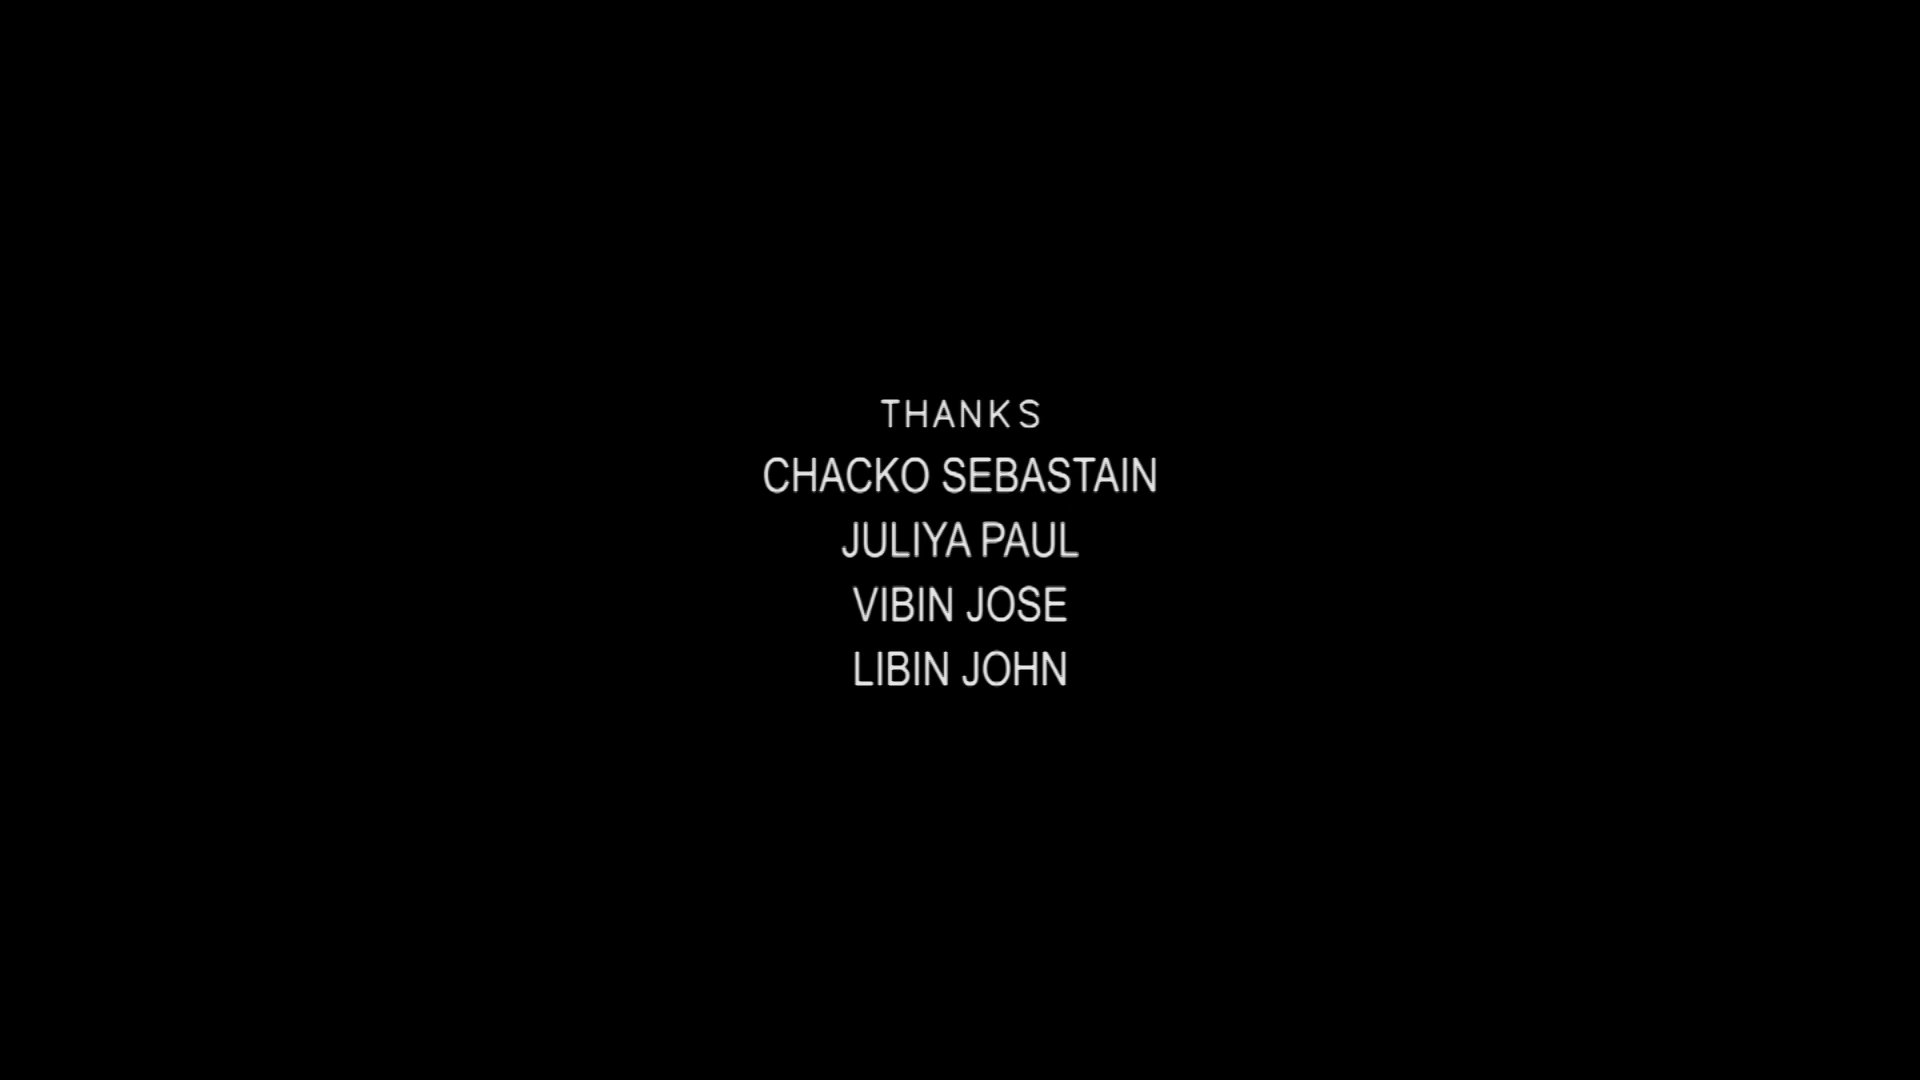 THANKS
CHACKO SEBASTAIN
JULIYA PAUL
VIBIN JOSE
LIBIN JOHN